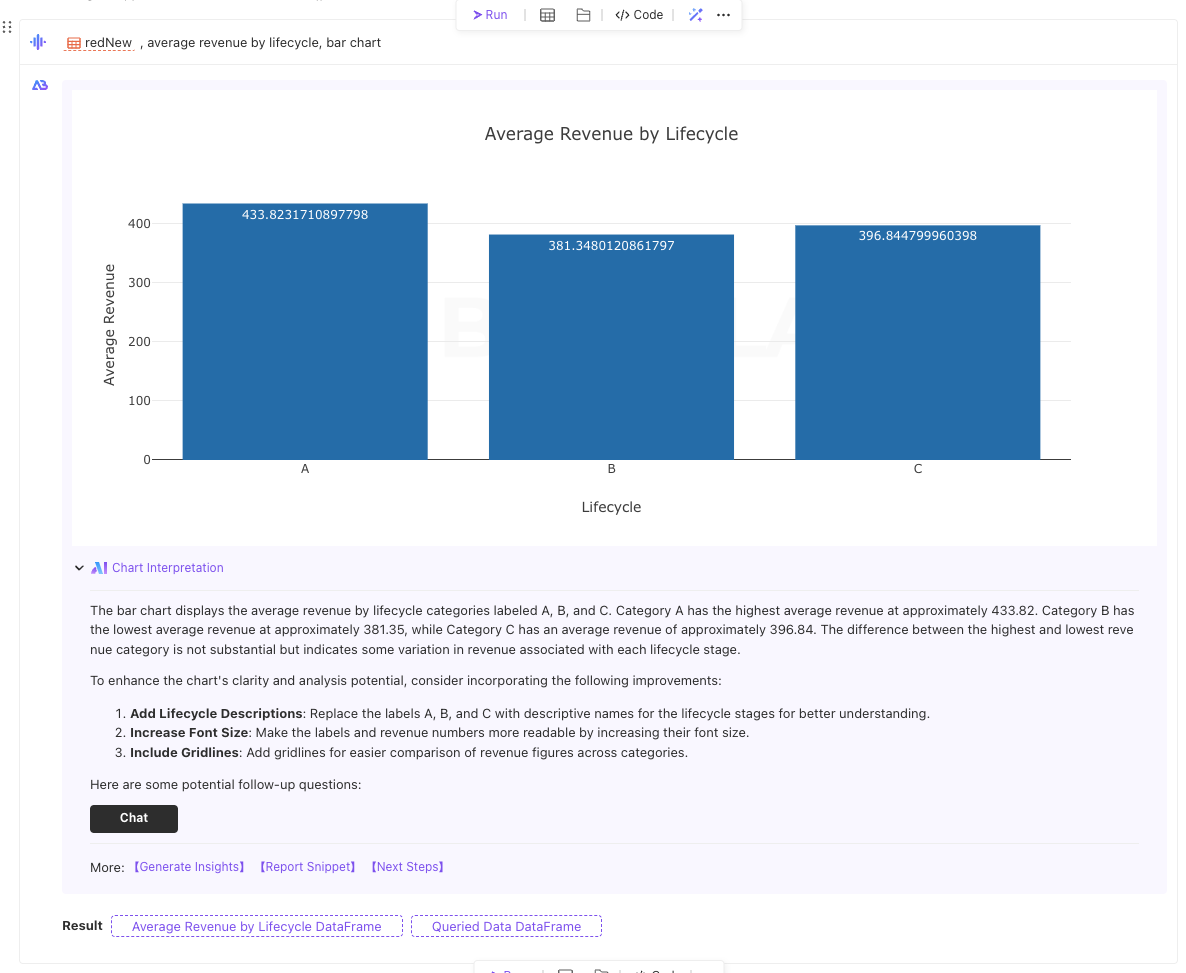 Run
Code
redNew , average revenue by lifecycle, bar chart
Average Revenue by Lifecycle
433.8231710897798
381.3480120861797
396.844799960398
400
300
200
100
0
Average Revenue
A B C
Lifecycle
Chart Interpretation
The bar chart displays the average revenue by lifecycle categories labeled A, B, and C. Category A has the highest average revenue at approximately 433.82. Category B has
the lowest average revenue at approximately 381.35, while Category C has an average revenue of approximately 396.84. The difference between the highest and lowest reve
nue category is not substantial but indicates some variation in revenue associated with each lifecycle stage.
To enhance the chart's clarity and analysis potential, consider incorporating the following improvements:
1. Add Lifecycle Descriptions: Replace the labels A, B, and C with descriptive names for the lifecycle stages for better understanding.
2. Increase Font Size: Make the labels and revenue numbers more readable by increasing their font size.
3. Include Gridlines: Add gridlines for easier comparison of revenue figures across categories.
Here are some potential follow-up questions:
Chat
More: 【Generate Insights】 【Report Snippet】 【Next Steps】
Result Average Revenue by Lifecycle DataFrame Queried Data DataFrame